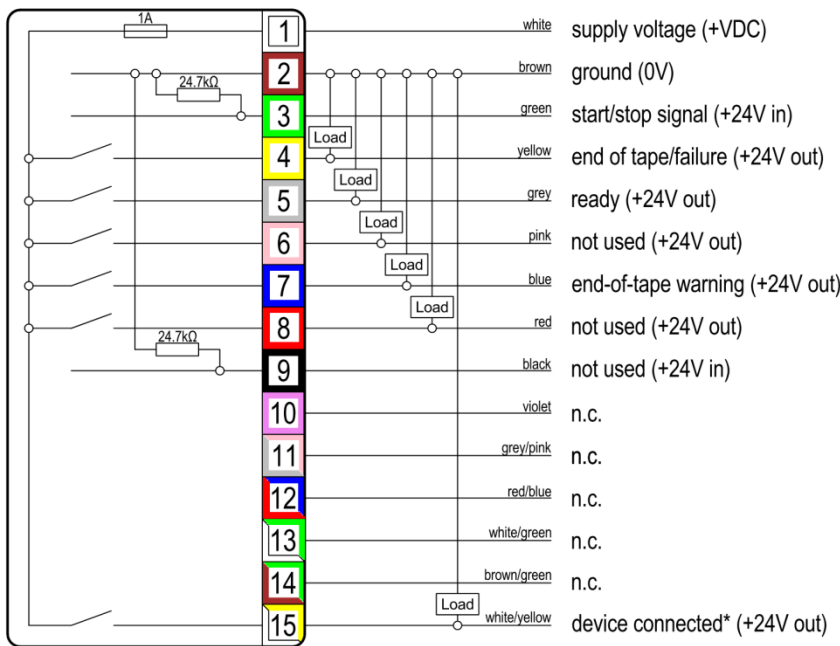 1A
1
white
supply voltage (+VDC)
2
brown
ground (0V)
24.7kΩ
3
green
start/stop signal (+24V in)
Load
4
yellow
end of tape/failure (+24V out)
Load
5
grey
ready (+24V out)
Load
6
pink
not used (+24V out)
Load
7
blue
end-of-tape warning (+24V out)
Load
8
red
not used (+24V out)
24.7kΩ
9
black
not used (+24V in)
10
violet
n.c.
11
grey/pink
n.c.
12
red/blue
n.c.
13
white/green
n.c.
14
brown/green
n.c.
Load
15
white/yellow
device connected* (+24V out)